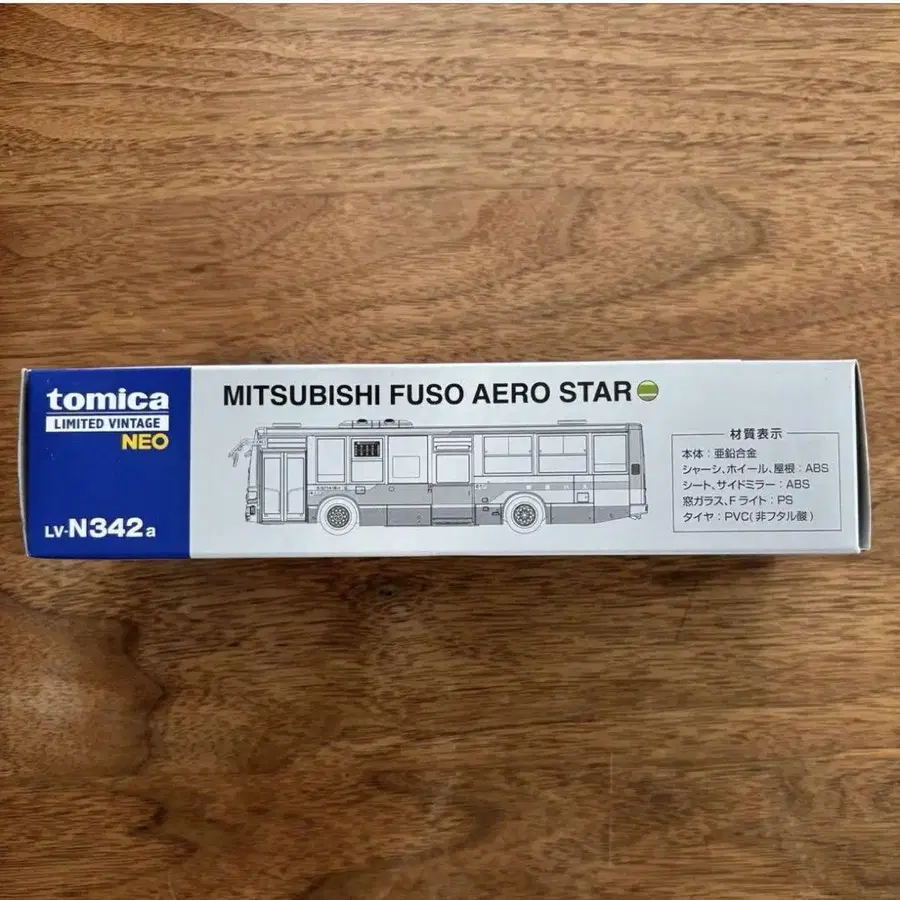 tomica
LIMITED VINTAGE
NEO
LV-N342a
MITSUBISHI FUSO AERO STAR
材質表示
本体：亜鉛合金
シャーシ、ホイール、屋根：ABS
シート、サイドミラー：ABS
窓ガラス、Fライト：PS
タイヤ：PVC(非フタル酸)